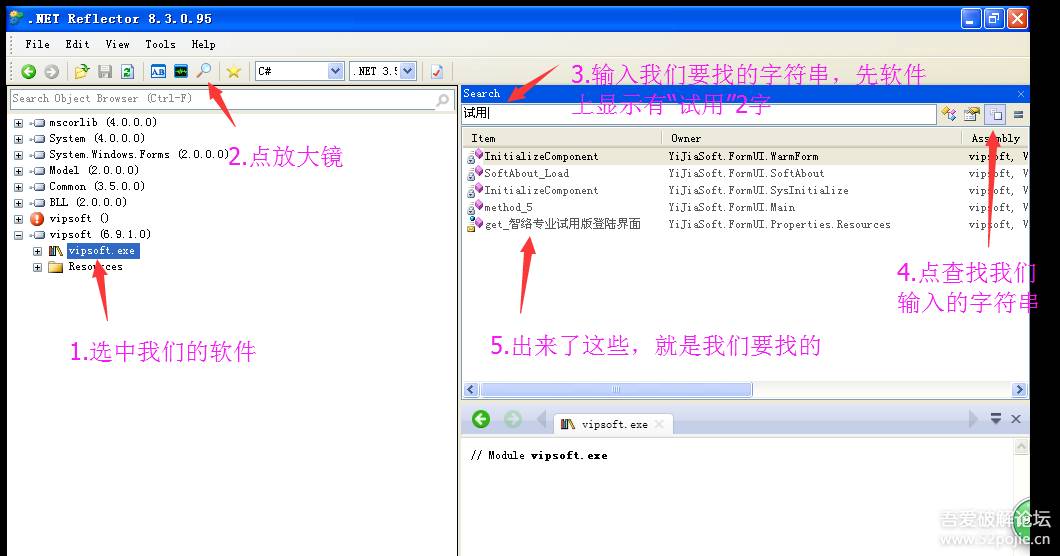 .NET Reflector 8.3.0.95
File Edit View Tools Help
C# .NET 3.5
Search Object Browser (Ctrl-F)
mscorlib (4.0.0.0)
System (4.0.0.0)
System.Windows.Forms (2.0.0.0)
Model (2.0.0.0)
Common (3.5.0.0)
BLL (2.0.0.0)
vipsoft ()
vipsoft (6.9.1.0)
vipsoft.exe
Resources
1.选中我们的软件
2.点放大镜
Search
3.输入我们要找的字符串，先软件
上显示有“试用”2字
试用
Item Owner Assembly
InitializeComponent YiJiaSoft.FormUI.WarmForm vipsoft, V
SoftAbout_Load YiJiaSoft.FormUI.SoftAbout vipsoft, V
InitializeComponent YiJiaSoft.FormUI.SysInitialize vipsoft, V
method_5 YiJiaSoft.FormUI.Main vipsoft, V
get_智络专业试用版登陆界面 YiJiaSoft.FormUI.Properties.Resources vipsoft, V
4.点查找我们
输入的字符串
5.出来了这些，就是我们要找的
vipsoft.exe
// Module vipsoft.exe
吾爱破解论坛
www.52pojie.cn